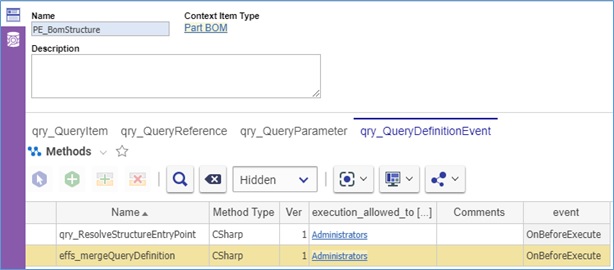 Name Context Item Type
PE_BomStructure Part BOM
Description
qry_QueryItem qry_QueryReference qry_QueryParameter qry_QueryDefinitionEvent
Methods
Hidden
Name Method Type Ver execution_allowed_to [...] Comments event
qry_ResolveStructureEntryPoint CSharp 1 Administrators OnBeforeExecute
effs_mergeQueryDefinition CSharp 1 Administrators OnBeforeExecute